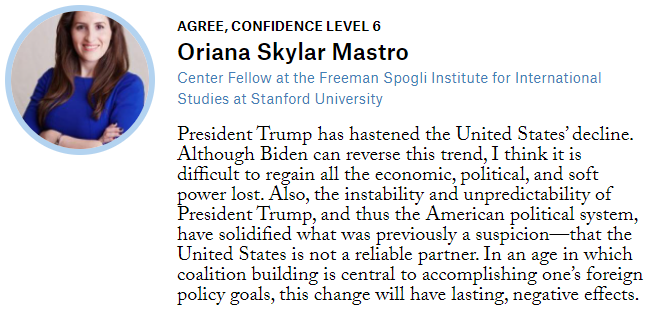 AGREE, CONFIDENCE LEVEL 6
Oriana Skylar Mastro
Center Fellow at the Freeman Spogli Institute for International
Studies at Stanford University
President Trump has hastened the United States’ decline.
Although Biden can reverse this trend, I think it is
difficult to regain all the economic, political, and soft
power lost. Also, the instability and unpredictability of
President Trump, and thus the American political system,
have solidified what was previously a suspicion—that the
United States is not a reliable partner. In an age in which
coalition building is central to accomplishing one’s foreign
policy goals, this change will have lasting, negative effects.